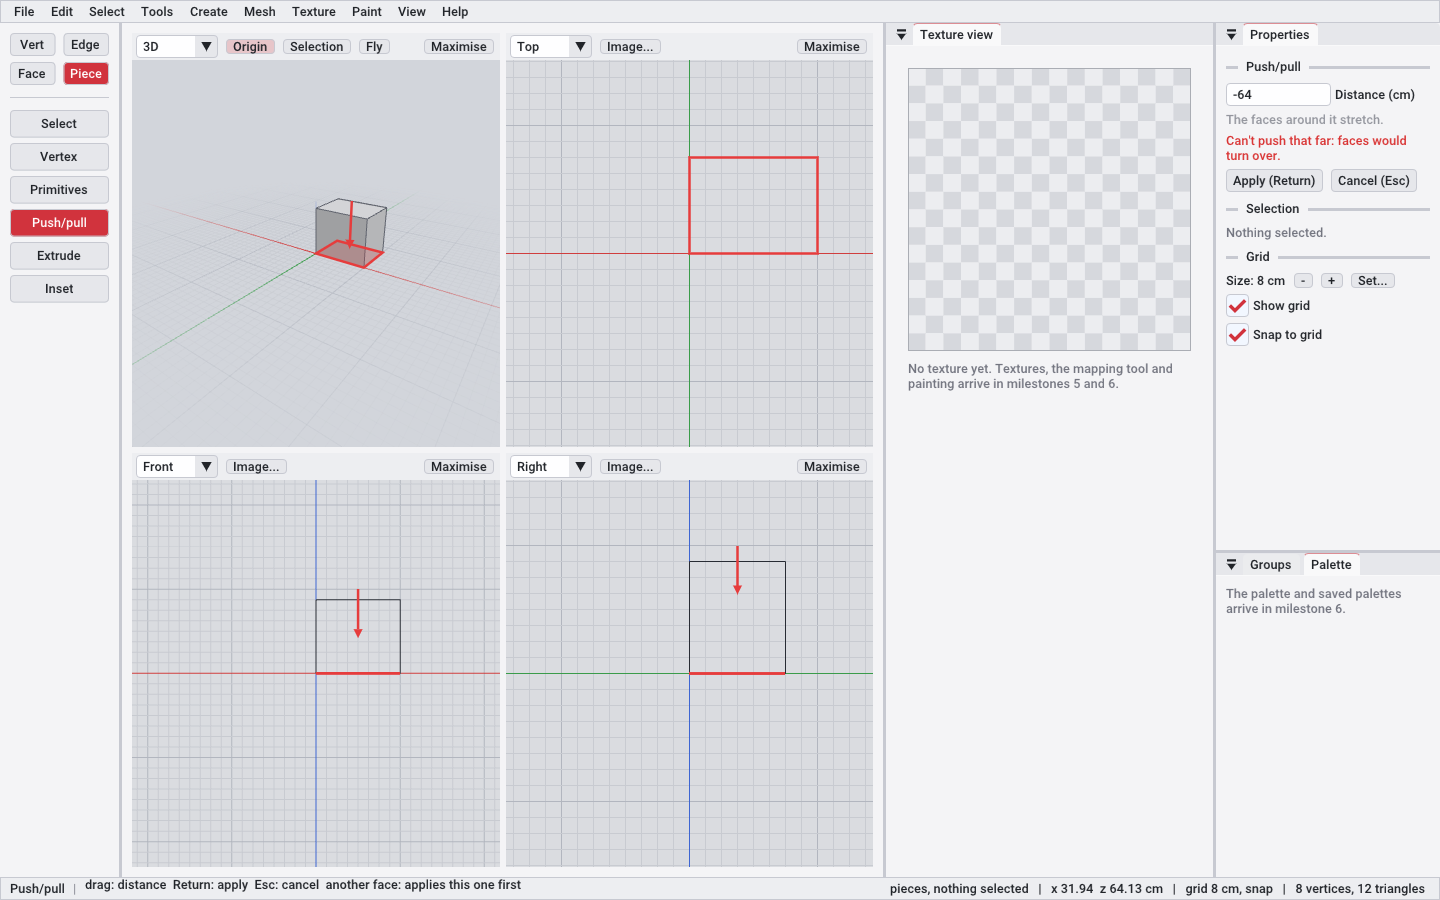 File Edit Select Tools Create Mesh Texture Paint View Help
Vert Edge
Face Piece
Select
Vertex
Primitives
Push/pull
Extrude
Inset
3D Origin Selection Fly Maximise
Top Image... Maximise
Front Image... Maximise
Right Image... Maximise
Texture view
No texture yet. Textures, the mapping tool and
painting arrive in milestones 5 and 6.
Properties
Push/pull
-64 Distance (cm)
The faces around it stretch.
Can't push that far: faces would
turn over.
Apply (Return) Cancel (Esc)
Selection
Nothing selected.
Grid
Size: 8 cm - + Set...
Show grid
Snap to grid
Groups Palette
The palette and saved palettes
arrive in milestone 6.
Push/pull | drag: distance Return: apply Esc: cancel another face: applies this one first
pieces, nothing selected | x 31.94 z 64.13 cm | grid 8 cm, snap | 8 vertices, 12 triangles